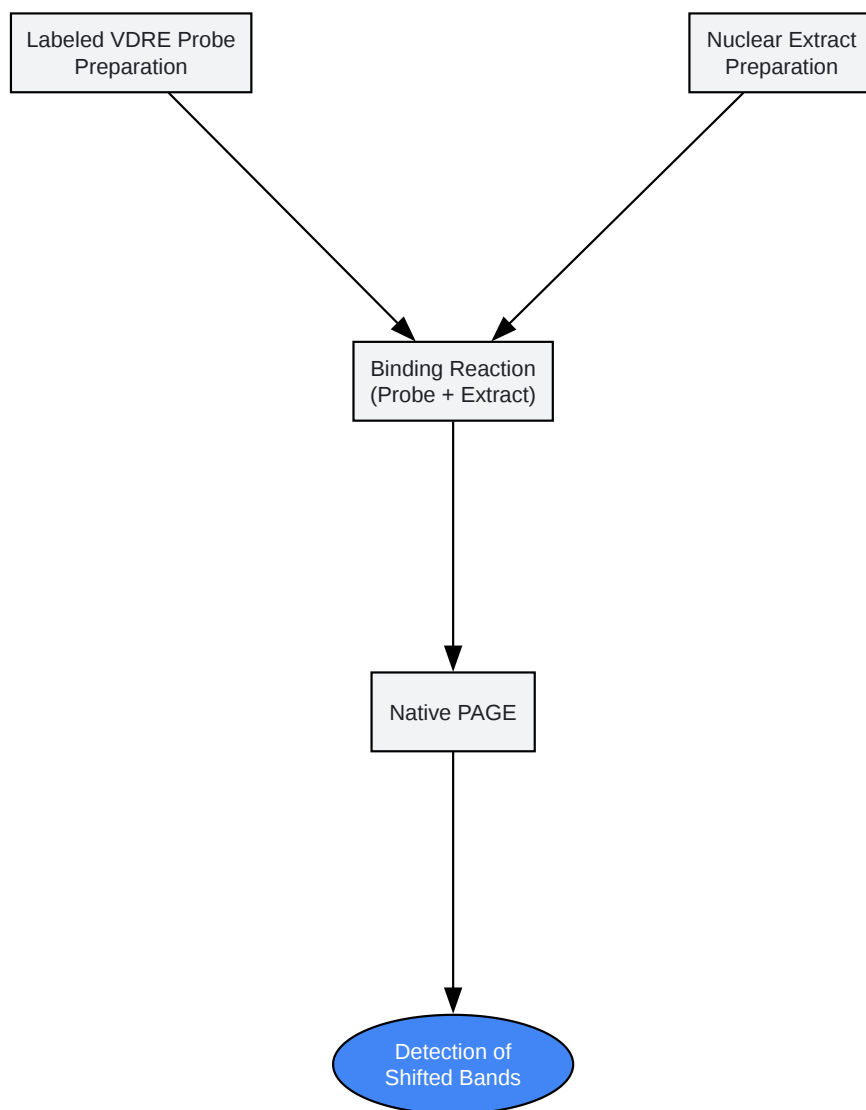 Labeled VDRE Probe
Preparation
Nuclear Extract
Preparation
Binding Reaction
(Probe + Extract)
Native PAGE
Detection of
Shifted Bands